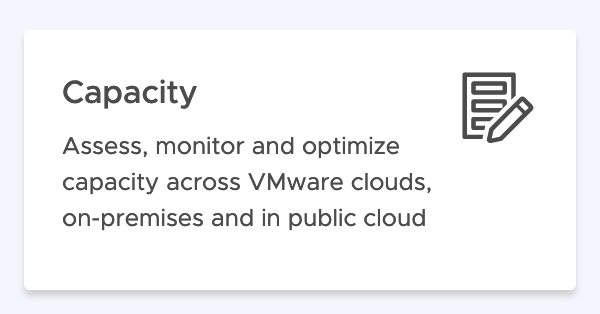 Capacity
Assess, monitor and optimize
capacity across VMware clouds,
on-premises and in public cloud